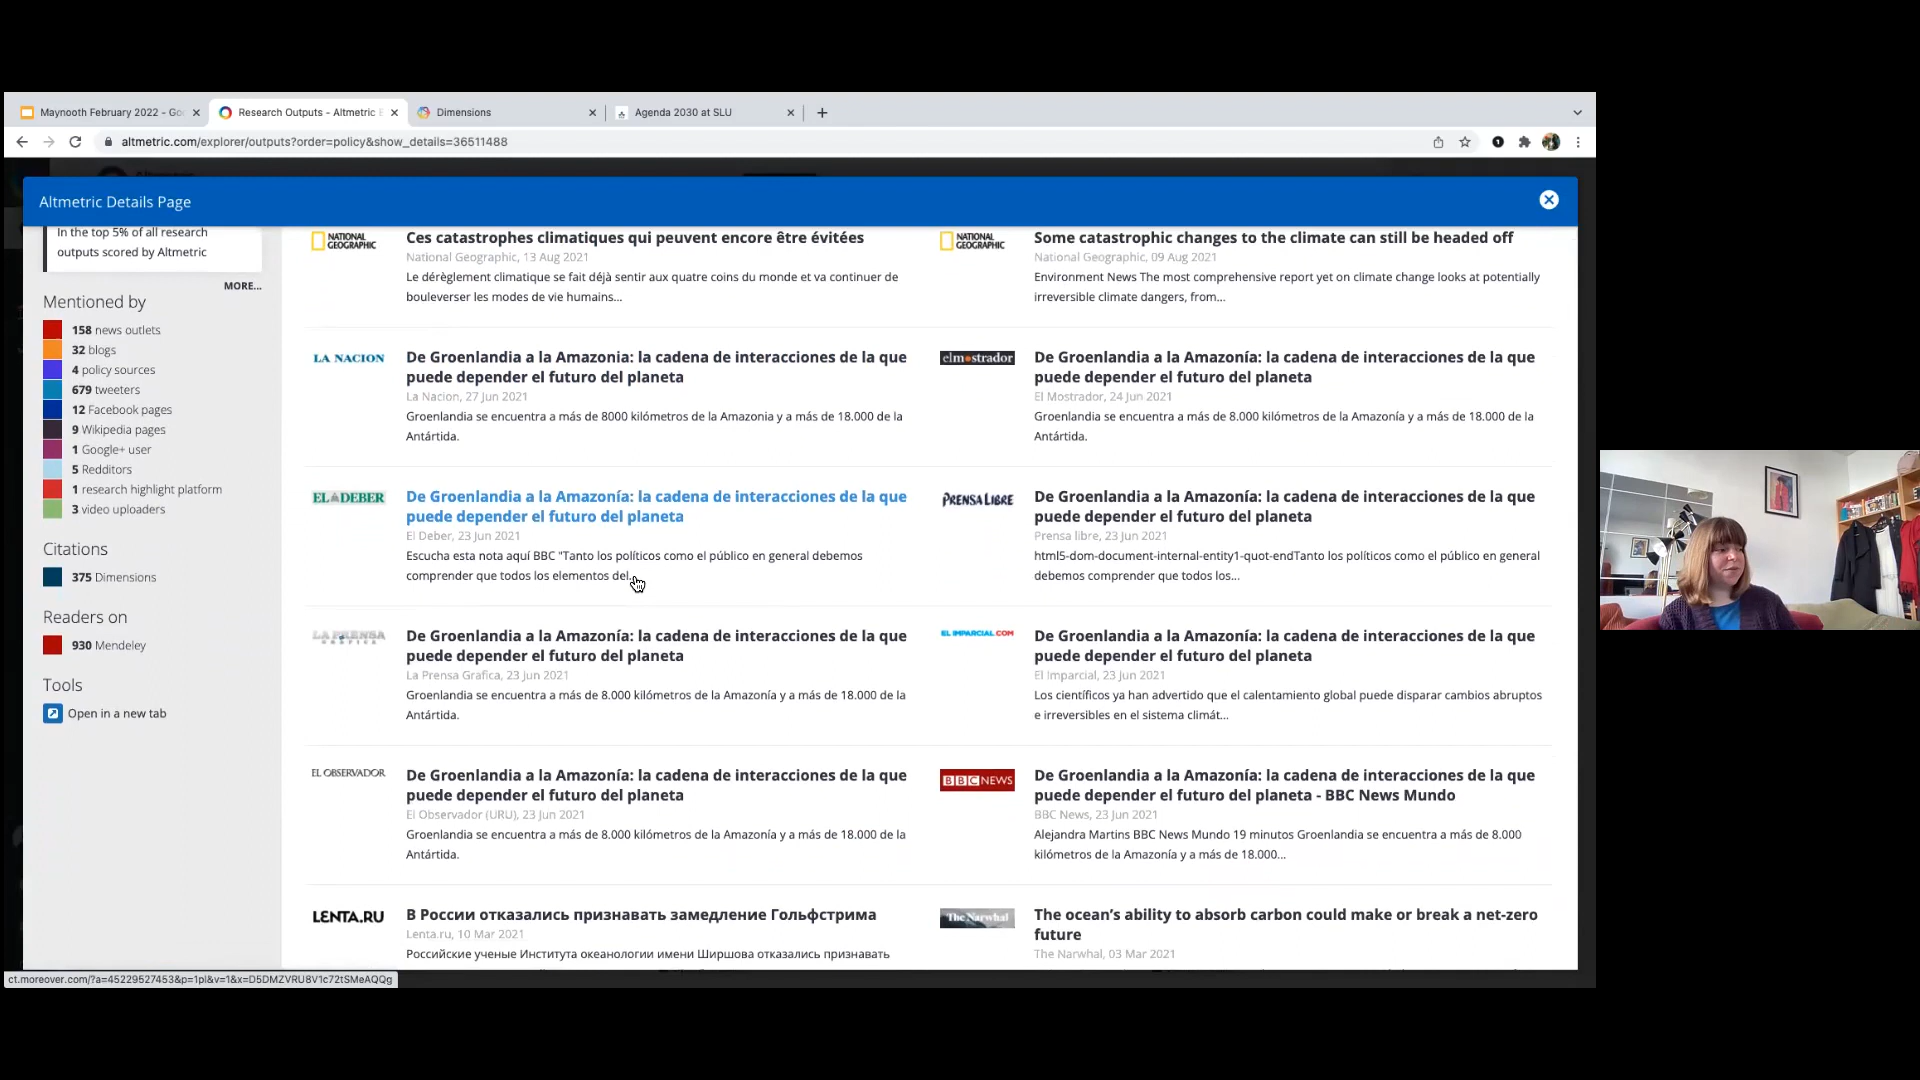 Maynooth February 2022 - Go
Research Outputs - Altmetric E
Dimensions
Agenda 2030 at SLU
altmetric.com/explorer/outputs?order=policy&show_details=36511488
Altmetric Details Page
In the top 5% of all research
outputs scored by Altmetric
MORE...
Mentioned by
158 news outlets
32 blogs
4 policy sources
679 tweeters
12 Facebook pages
9 Wikipedia pages
1 Google+ user
5 Redditors
1 research highlight platform
3 video uploaders
Citations
375 Dimensions
Readers on
930 Mendeley
Tools
Open in a new tab
NATIONAL
GEOGRAPHIC
Ces catastrophes climatiques qui peuvent encore être évitées
National Geographic, 13 Aug 2021
Le dérèglement climatique se fait déjà sentir aux quatre coins du monde et va continuer de
bouleverser les modes de vie humains...
NATIONAL
GEOGRAPHIC
Some catastrophic changes to the climate can still be headed off
National Geographic, 09 Aug 2021
Environment News The most comprehensive report yet on climate change looks at potentially
irreversible climate dangers, from...
LA NACION
De Groenlandia a la Amazonia: la cadena de interacciones de la que
puede depender el futuro del planeta
La Nacion, 27 Jun 2021
Groenlandia se encuentra a más de 8000 kilómetros de la Amazonia y a más de 18.000 de la
Antártida.
elmostrador
De Groenlandia a la Amazonía: la cadena de interacciones de la que
puede depender el futuro del planeta
El Mostrador, 24 Jun 2021
Groenlandia se encuentra a más de 8.000 kilómetros de la Amazonía y a más de 18.000 de la
Antártida.
EL DEBER
De Groenlandia a la Amazonía: la cadena de interacciones de la que
puede depender el futuro del planeta
El Deber, 23 Jun 2021
Escucha esta nota aquí BBC "Tanto los políticos como el público en general debemos
comprender que todos los elementos del...
PRENSA LIBRE
De Groenlandia a la Amazonía: la cadena de interacciones de la que
puede depender el futuro del planeta
Prensa libre, 23 Jun 2021
html5-dom-document-internal-entity1-quot-endTanto los políticos como el público en general
debemos comprender que todos los...
LA PRENSA
GRAFICA
De Groenlandia a la Amazonía: la cadena de interacciones de la que
puede depender el futuro del planeta
La Prensa Grafica, 23 Jun 2021
Groenlandia se encuentra a más de 8.000 kilómetros de la Amazonía y a más de 18.000 de la
Antártida.
EL IMPARCIAL.COM
De Groenlandia a la Amazonía: la cadena de interacciones de la que
puede depender el futuro del planeta
El Imparcial, 23 Jun 2021
Los científicos ya han advertido que el calentamiento global puede disparar cambios abruptos
e irreversibles en el sistema climát...
EL OBSERVADOR
De Groenlandia a la Amazonía: la cadena de interacciones de la que
puede depender el futuro del planeta
El Observador (URU), 23 Jun 2021
Groenlandia se encuentra a más de 8.000 kilómetros de la Amazonía y a más de 18.000 de la
Antártida.
BBC NEWS
De Groenlandia a la Amazonía: la cadena de interacciones de la que
puede depender el futuro del planeta - BBC News Mundo
BBC News, 23 Jun 2021
Alejandra Martins BBC News Mundo 19 minutos Groenlandia se encuentra a más de 8.000
kilómetros de la Amazonía y a más de 18.000...
LENTA.RU
В России отказались признавать замедление Гольфстрима
Lenta.ru, 10 Mar 2021
Российские ученые Института океанологии имени Ширшова отказались признавать
The Narwhal
The ocean's ability to absorb carbon could make or break a net-zero
future
The Narwhal, 03 Mar 2021
ct.moreover.com/?a=45229527453&p=1pl&v=1&x=D5DMZVRU8V1c72tSMeAQQg